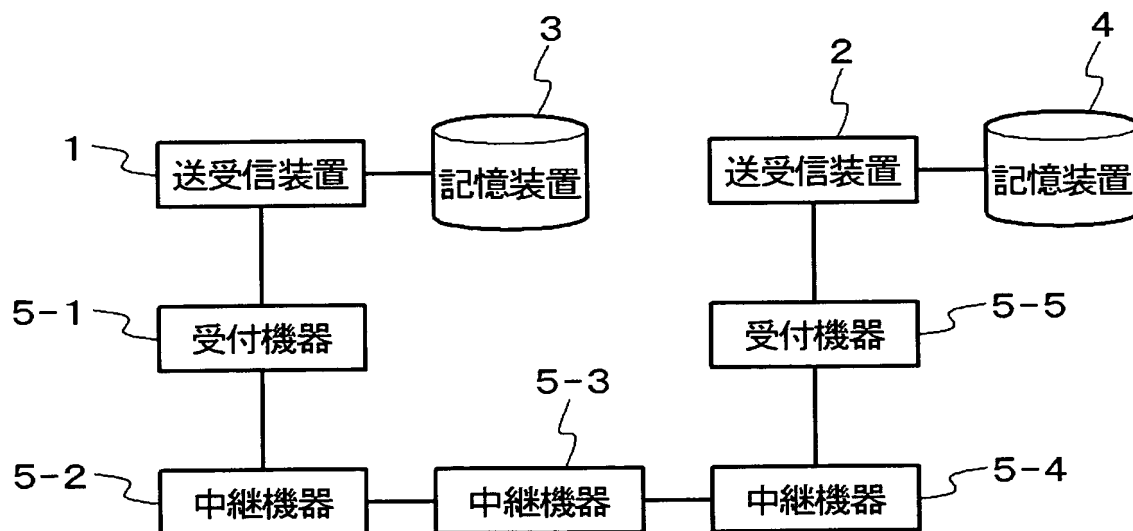 3
4
2
1
送受信装置
記憶装置
送受信装置
記憶装置
5-1
受付機器
受付機器
5-5
5-3
5-2
中継機器
中継機器
中継機器
5-4